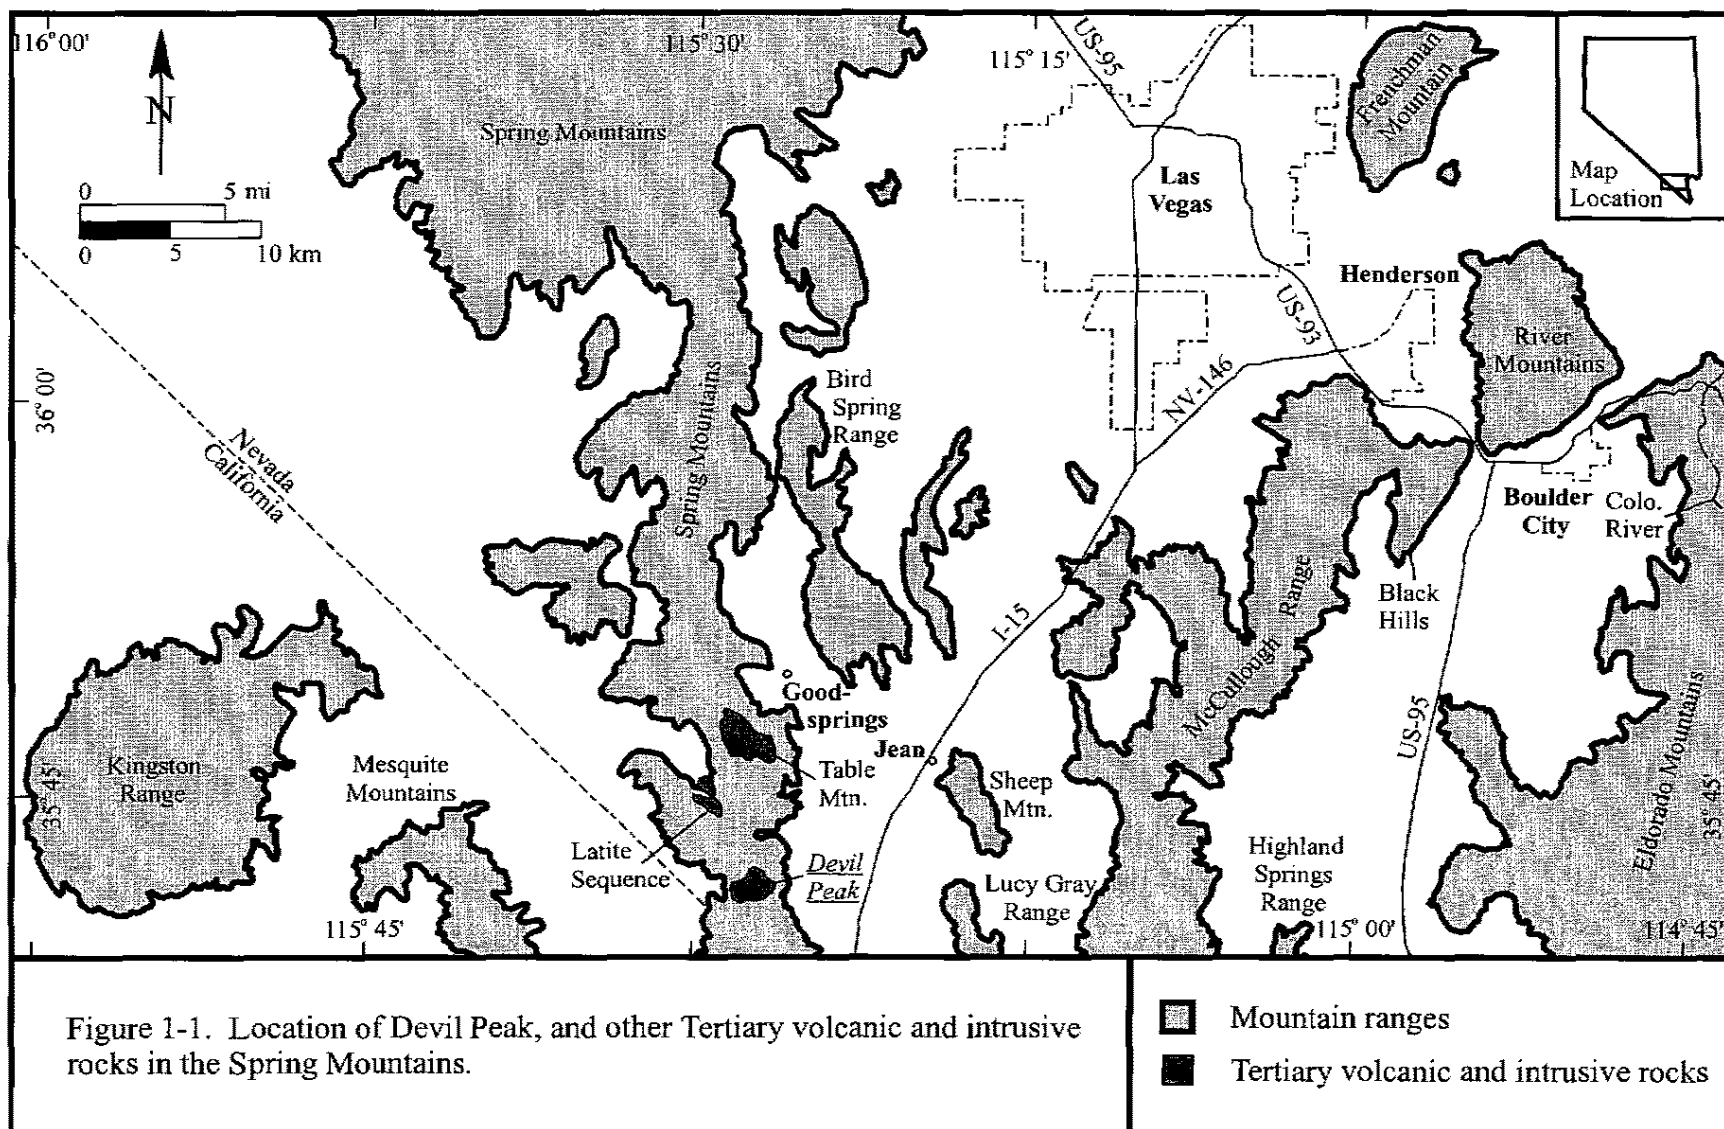 116° 00'
115° 30'
115° 15'
US-95
Frenchman
Mountain
N
Spring Mountains
Map
Location
Las
Vegas
0 5 mi
0 5 10 km
Henderson
US-93
River
Mountains
NV-146
36° 00'
Bird
Spring
Range
Spring Mountains
Nevada
California
Boulder
City
Colo.
River
Black
Hills
I-15
McCullough Range
US-95
Eldorado Mountains
Good-
springs
Jean
Table
Mtn.
Sheep
Mtn.
Kingston
Range
Mesquite
Mountains
35° 45'
35° 45'
Latite
Sequence
Devil
Peak
Lucy Gray
Range
Highland
Springs
Range
115° 45'
115° 00'
114° 45'
Figure 1-1. Location of Devil Peak, and other Tertiary volcanic and intrusive
rocks in the Spring Mountains.
Mountain ranges
Tertiary volcanic and intrusive rocks